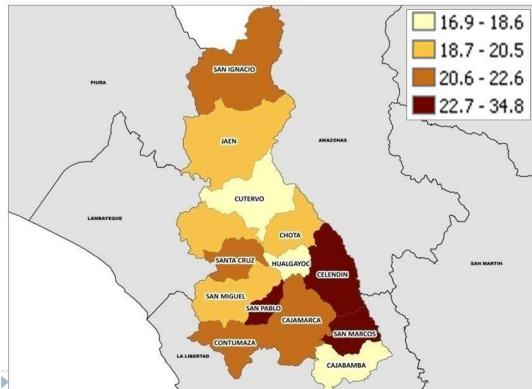 16.9 - 18.6
18.7 - 20.5
20.6 - 22.6
22.7 - 34.8
SAN IGNACIO
PIURA
JAEN
AMAZONAS
CUTERVO
LAMBAYEQUE
CHOTA
SANTA CRUZ
HUALGAYOC
SAN MARTIN
CELENDIN
SAN MIGUEL
SAN PABLO
CAJAMARCA
SAN MARCOS
CONTUMAZA
LA LIBERTAD
CAJABAMBA